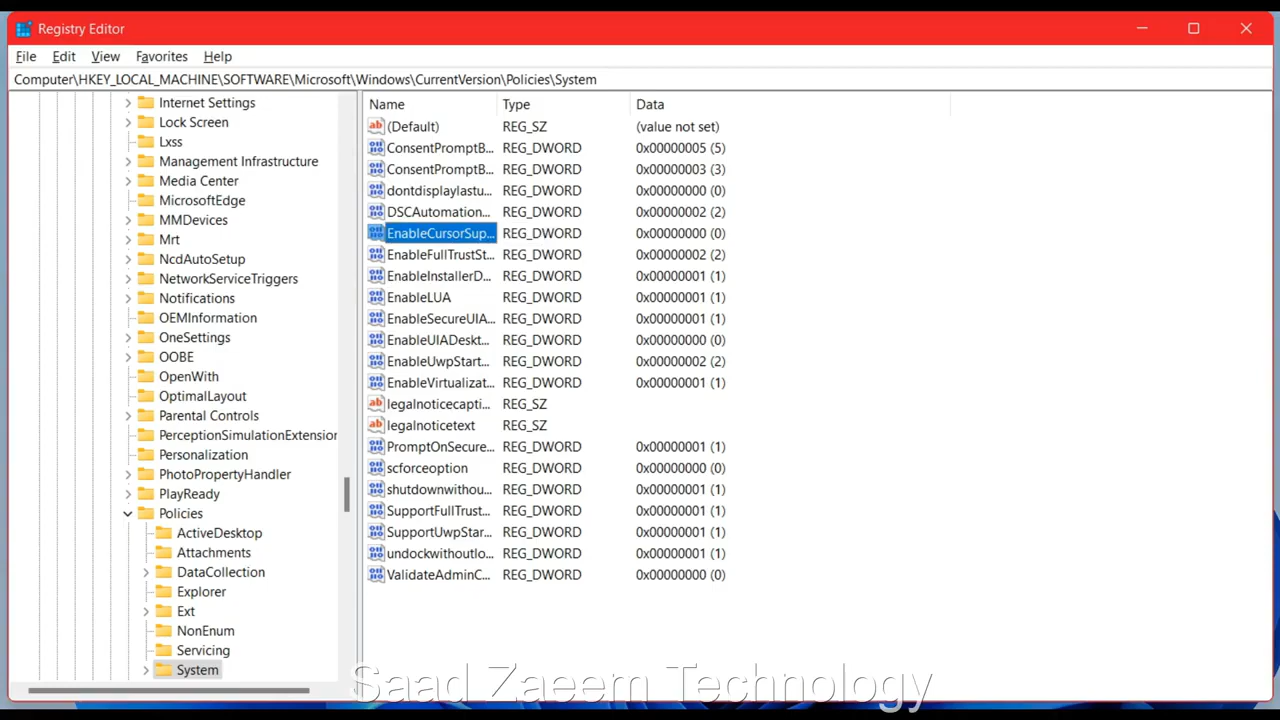 Registry Editor
File Edit View Favorites Help
Computer\HKEY_LOCAL_MACHINE\SOFTWARE\Microsoft\Windows\CurrentVersion\Policies\System
Internet Settings
Lock Screen
Lxss
Management Infrastructure
Media Center
MicrosoftEdge
MMDevices
Mrt
NcdAutoSetup
NetworkServiceTriggers
Notifications
OEMInformation
OneSettings
OOBE
OpenWith
OptimalLayout
Parental Controls
PerceptionSimulationExtension
Personalization
PhotoPropertyHandler
PlayReady
Policies
ActiveDesktop
Attachments
DataCollection
Explorer
Ext
NonEnum
Servicing
System
Name Type Data
(Default) REG_SZ (value not set)
ConsentPromptB... REG_DWORD 0x00000005 (5)
ConsentPromptB... REG_DWORD 0x00000003 (3)
dontdisplaylastu... REG_DWORD 0x00000000 (0)
DSCAutomation... REG_DWORD 0x00000002 (2)
EnableCursorSup... REG_DWORD 0x00000000 (0)
EnableFullTrustSt... REG_DWORD 0x00000002 (2)
EnableInstallerD... REG_DWORD 0x00000001 (1)
EnableLUA REG_DWORD 0x00000001 (1)
EnableSecureUIA... REG_DWORD 0x00000001 (1)
EnableUIADeskt... REG_DWORD 0x00000000 (0)
EnableUwpStart... REG_DWORD 0x00000002 (2)
EnableVirtualizat... REG_DWORD 0x00000001 (1)
legalnoticecapti... REG_SZ
legalnoticetext REG_SZ
PromptOnSecure... REG_DWORD 0x00000001 (1)
scforceoption REG_DWORD 0x00000000 (0)
shutdownwithou... REG_DWORD 0x00000001 (1)
SupportFullTrust... REG_DWORD 0x00000001 (1)
SupportUwpStar... REG_DWORD 0x00000001 (1)
undockwithoutlo... REG_DWORD 0x00000001 (1)
ValidateAdminC... REG_DWORD 0x00000000 (0)
Saad Zaeem Technology